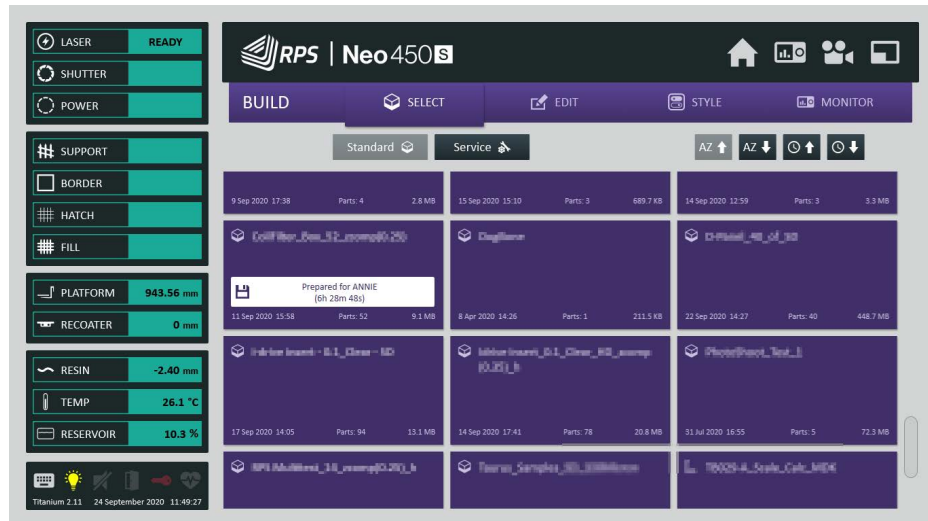 LASER READY
SHUTTER
POWER
SUPPORT
BORDER
HATCH
FILL
PLATFORM 943.56 mm
RECOATER 0 mm
RESIN -2.40 mm
TEMP 26.1 °C
RESERVOIR 10.3 %
Titanium 2.11 24 September 2020 11:49:27
RPS | Neo450S
BUILD SELECT EDIT STYLE MONITOR
Standard Service AZ AZ
9 Sep 2020 17:38 Parts: 4 2.8 MB 15 Sep 2020 15:10 Parts: 3 689.7 KB 14 Sep 2020 12:59 Parts: 3 3.3 MB
Prepared for ANNIE
(6h 28m 48s)
11 Sep 2020 15:58 Parts: 52 9.1 MB 8 Apr 2020 14:26 Parts: 1 211.5 KB 22 Sep 2020 14:27 Parts: 40 448.7 MB
17 Sep 2020 14:05 Parts: 94 13.1 MB 14 Sep 2020 17:41 Parts: 78 20.8 MB 31 Jul 2020 16:55 Parts: 5 72.3 MB